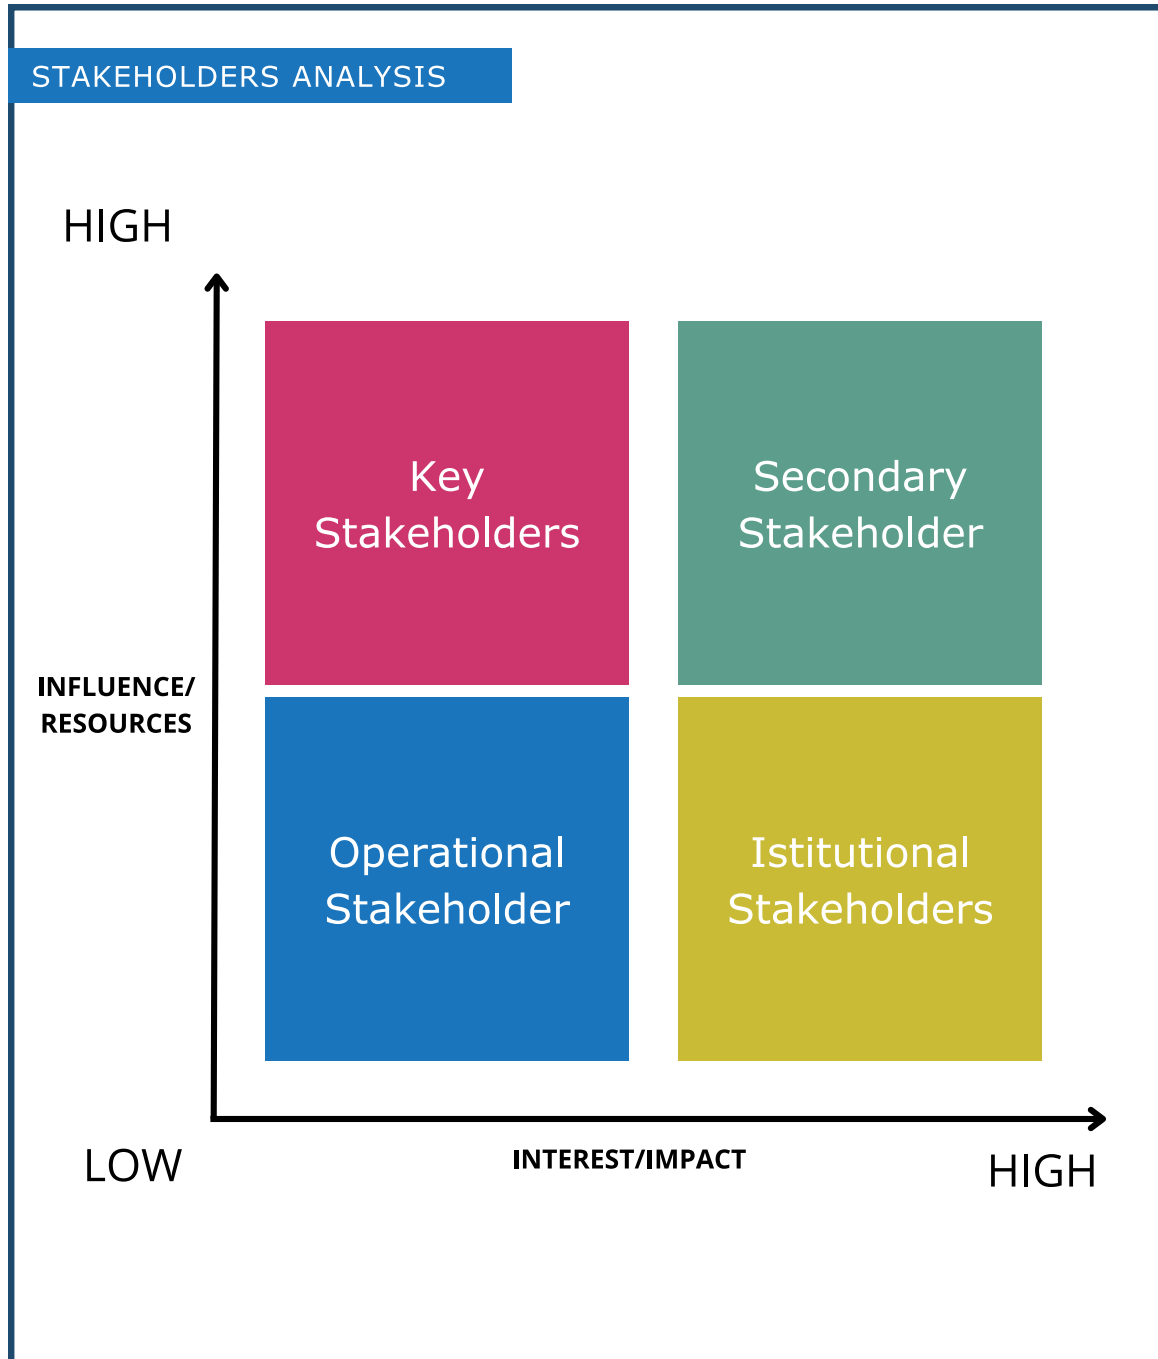 STAKEHOLDERS ANALYSIS
HIGH
Key
Stakeholders
Secondary
Stakeholder
INFLUENCE/
RESOURCES
Operational
Stakeholder
Istitutional
Stakeholders
LOW
INTEREST/IMPACT
HIGH